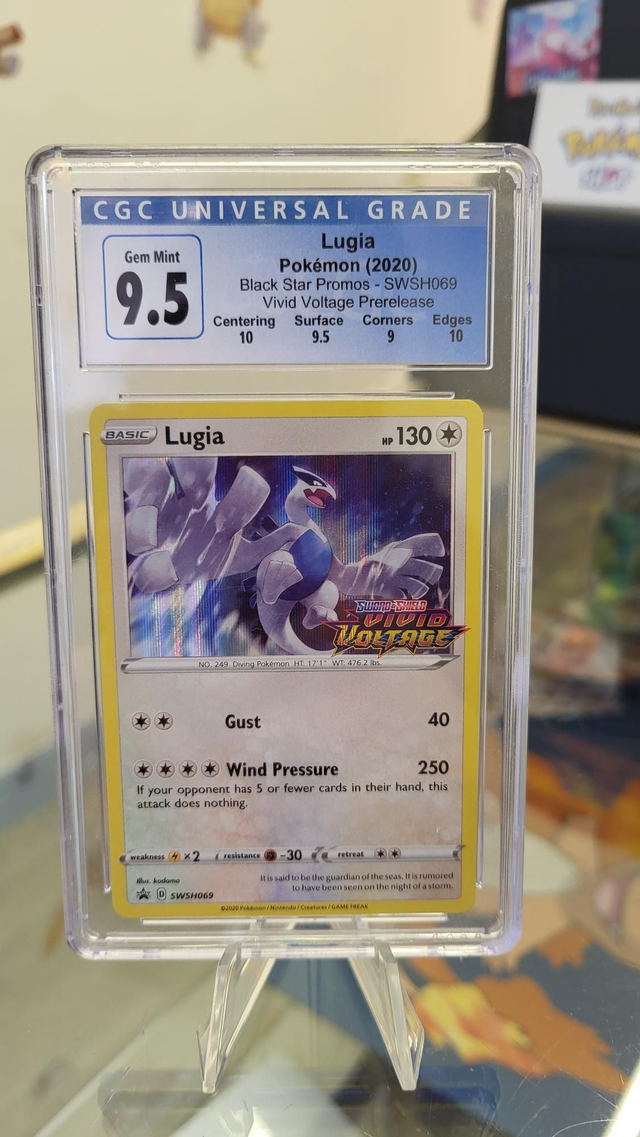 CGC UNIVERSAL GRADE
Gem Mint
9.5
Lugia
Pokémon (2020)
Black Star Promos - SWSH069
Vivid Voltage Prerelease
Centering Surface Corners Edges
10 9.5 9 10
BASIC Lugia HP 130
SWORD & SHIELD
VIVID
VOLTAGE
NO. 249 Diving Pokémon HT: 17'1" WT: 476.2 lbs.
Gust 40
Wind Pressure 250
If your opponent has 5 or fewer cards in their hand, this
attack does nothing.
weakness ×2 resistance -30 retreat
Illus. kodama
It is said to be the guardian of the seas. It is rumored
to have been seen on the night of a storm.
D SWSH069
©2020 Pokémon / Nintendo / Creatures / GAME FREAK
Pokémon